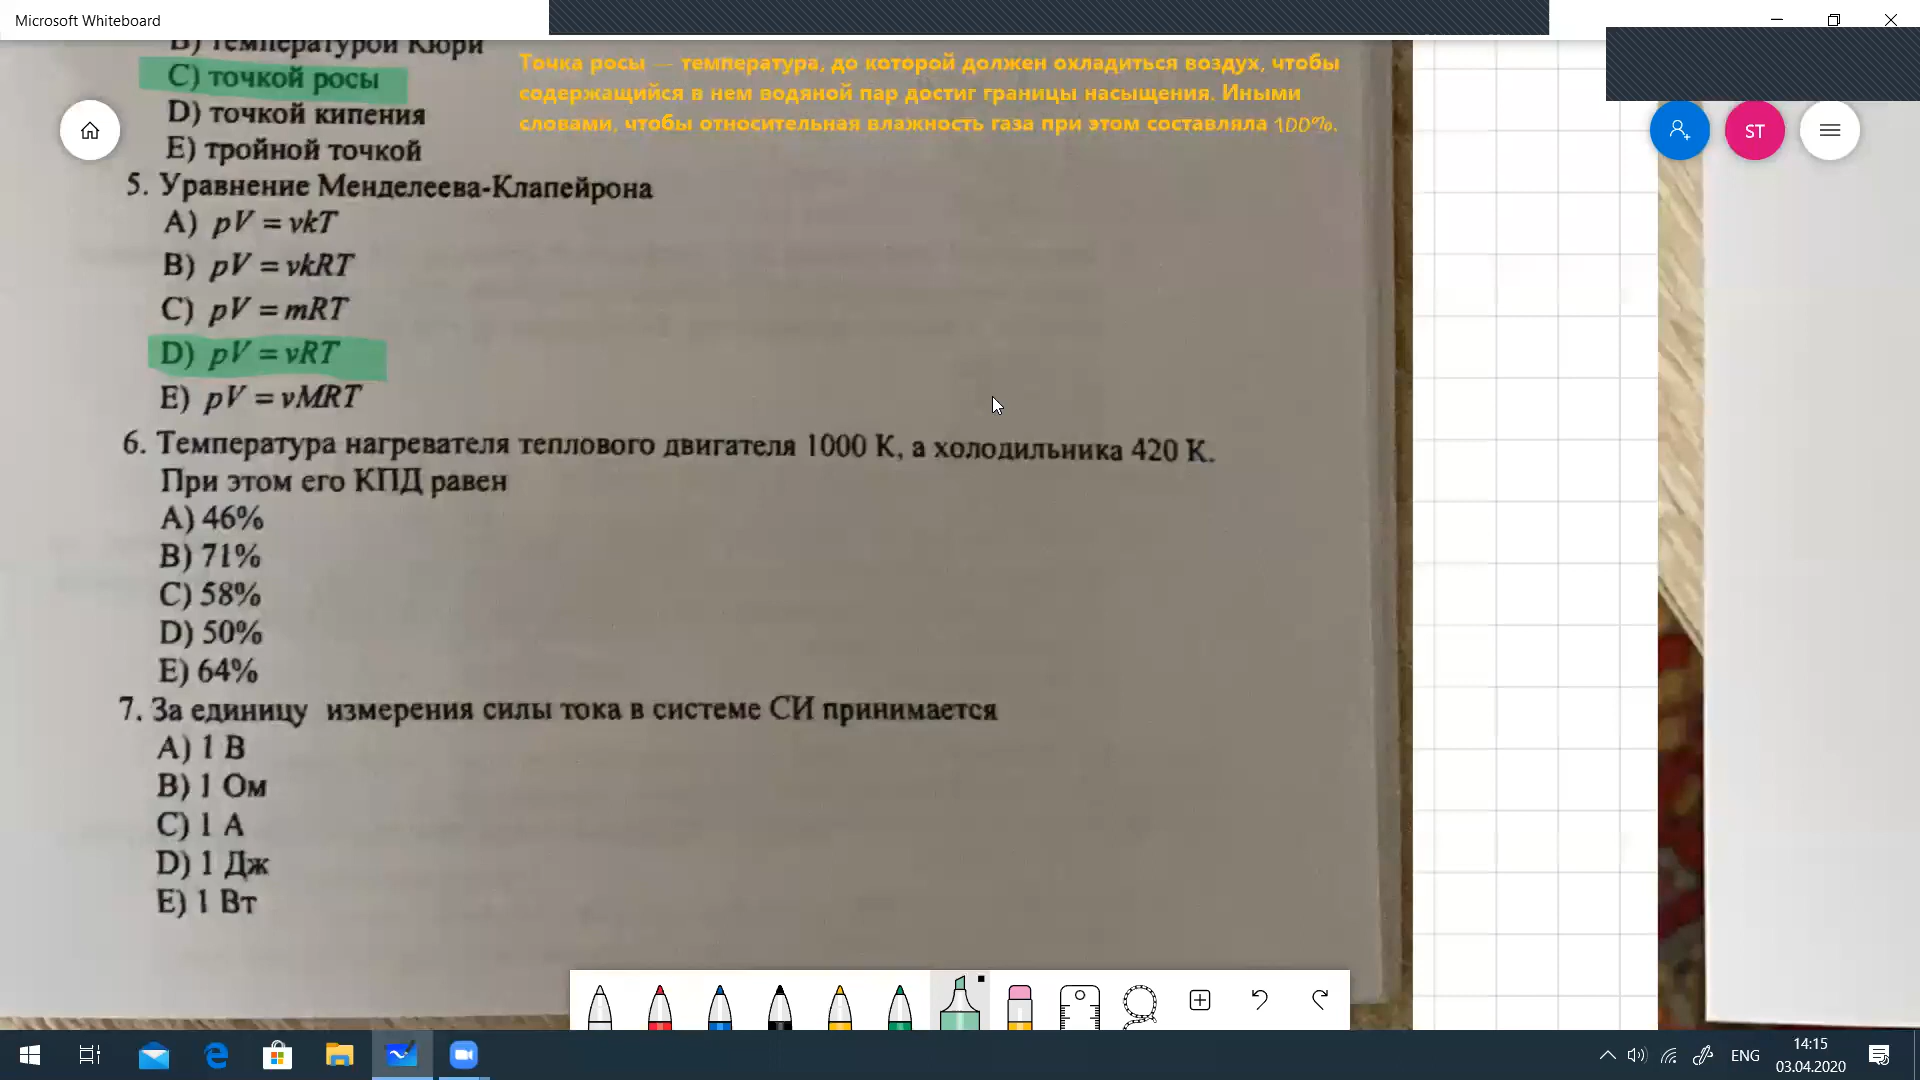 Microsoft Whiteboard
B) температурой Кюри
C) точкой росы
D) точкой кипения
E) тройной точкой
Точка росы — температура, до которой должен охладиться воздух, чтобы
содержащийся в нем водяной пар достиг границы насыщения. Иными
словами, чтобы относительная влажность газа при этом составляла 100%.
ST
5. Уравнение Менделеева-Клапейрона
A) pV = νkT
B) pV = νkRT
C) pV = mRT
D) pV = νRT
E) pV = νMRT
6. Температура нагревателя теплового двигателя 1000 К, а холодильника 420 К.
При этом его КПД равен
A) 46%
B) 71%
C) 58%
D) 50%
E) 64%
7. За единицу измерения силы тока в системе СИ принимается
A) 1 В
B) 1 Ом
C) 1 А
D) 1 Дж
E) 1 Вт
ENG
14:15
03.04.2020